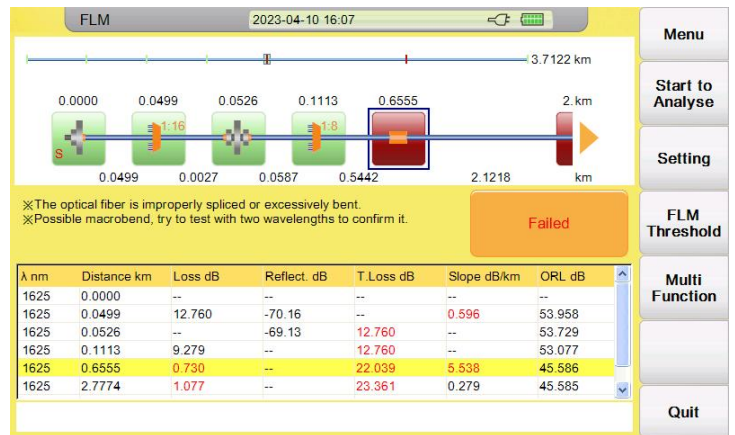 FLM 2023-04-10 16:07
Menu
3.7122 km
Start to Analyse
0.0000 0.0499 0.0526 0.1113 0.6555 2. km
1:16 1:8
S
0.0499 0.0027 0.0587 0.5442 2.1218 km
Setting
※The optical fiber is improperly spliced or excessively bent.
※Possible macrobend, try to test with two wavelengths to confirm it.
Failed
FLM Threshold
λ nm Distance km Loss dB Reflect. dB T.Loss dB Slope dB/km ORL dB
1625 0.0000 -- -- -- -- --
1625 0.0499 12.760 -70.16 -- 0.596 53.958
1625 0.0526 -- -69.13 12.760 -- 53.729
1625 0.1113 9.279 -- 12.760 -- 53.077
1625 0.6555 0.730 -- 22.039 5.538 45.586
1625 2.7774 1.077 -- 23.361 0.279 45.585
Multi Function
Quit